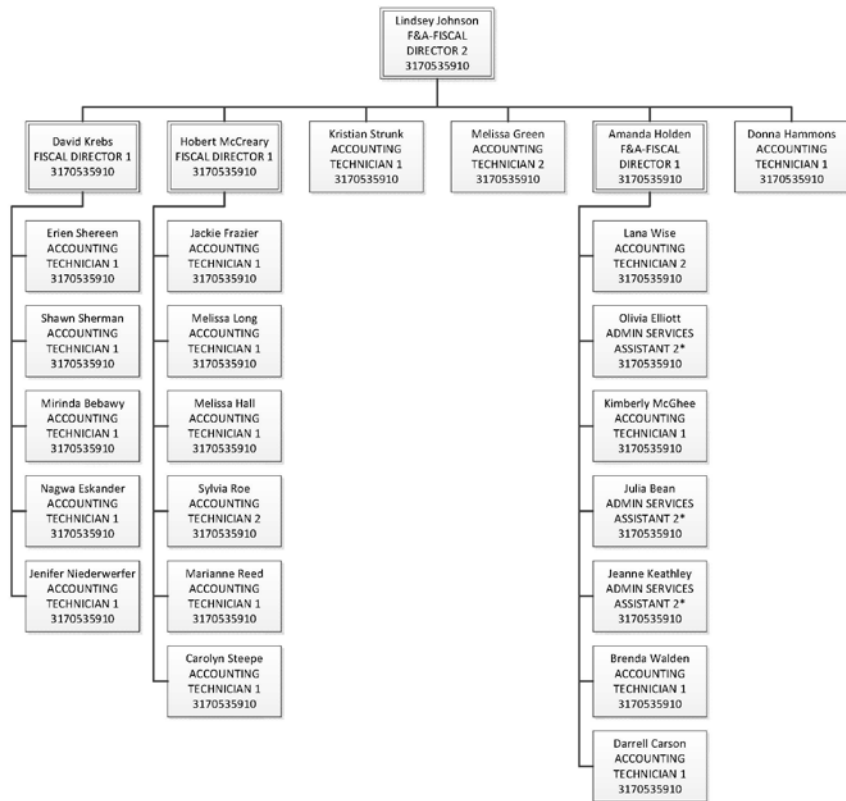 Lindsey Johnson
F&A-FISCAL
DIRECTOR 2
3170535910
David Krebs
FISCAL DIRECTOR 1
3170535910
Hobert McCreary
FISCAL DIRECTOR 1
3170535910
Kristian Strunk
ACCOUNTING
TECHNICIAN 1
3170535910
Melissa Green
ACCOUNTING
TECHNICIAN 2
3170535910
Amanda Holden
F&A-FISCAL
DIRECTOR 1
3170535910
Donna Hammons
ACCOUNTING
TECHNICIAN 1
3170535910
Erien Shereen
ACCOUNTING
TECHNICIAN 1
3170535910
Shawn Sherman
ACCOUNTING
TECHNICIAN 1
3170535910
Mirinda Bebawy
ACCOUNTING
TECHNICIAN 1
3170535910
Nagwa Eskander
ACCOUNTING
TECHNICIAN 1
3170535910
Jenifer Niederwerfer
ACCOUNTING
TECHNICIAN 1
3170535910
Jackie Frazier
ACCOUNTING
TECHNICIAN 1
3170535910
Melissa Long
ACCOUNTING
TECHNICIAN 1
3170535910
Melissa Hall
ACCOUNTING
TECHNICIAN 1
3170535910
Sylvia Roe
ACCOUNTING
TECHNICIAN 2
3170535910
Marianne Reed
ACCOUNTING
TECHNICIAN 1
3170535910
Carolyn Steepe
ACCOUNTING
TECHNICIAN 1
3170535910
Lana Wise
ACCOUNTING
TECHNICIAN 2
3170535910
Olivia Elliott
ADMIN SERVICES
ASSISTANT 2*
3170535910
Kimberly McGhee
ACCOUNTING
TECHNICIAN 1
3170535910
Julia Bean
ADMIN SERVICES
ASSISTANT 2*
3170535910
Jeanne Keathley
ADMIN SERVICES
ASSISTANT 2*
3170535910
Brenda Walden
ACCOUNTING
TECHNICIAN 1
3170535910
Darrell Carson
ACCOUNTING
TECHNICIAN 1
3170535910